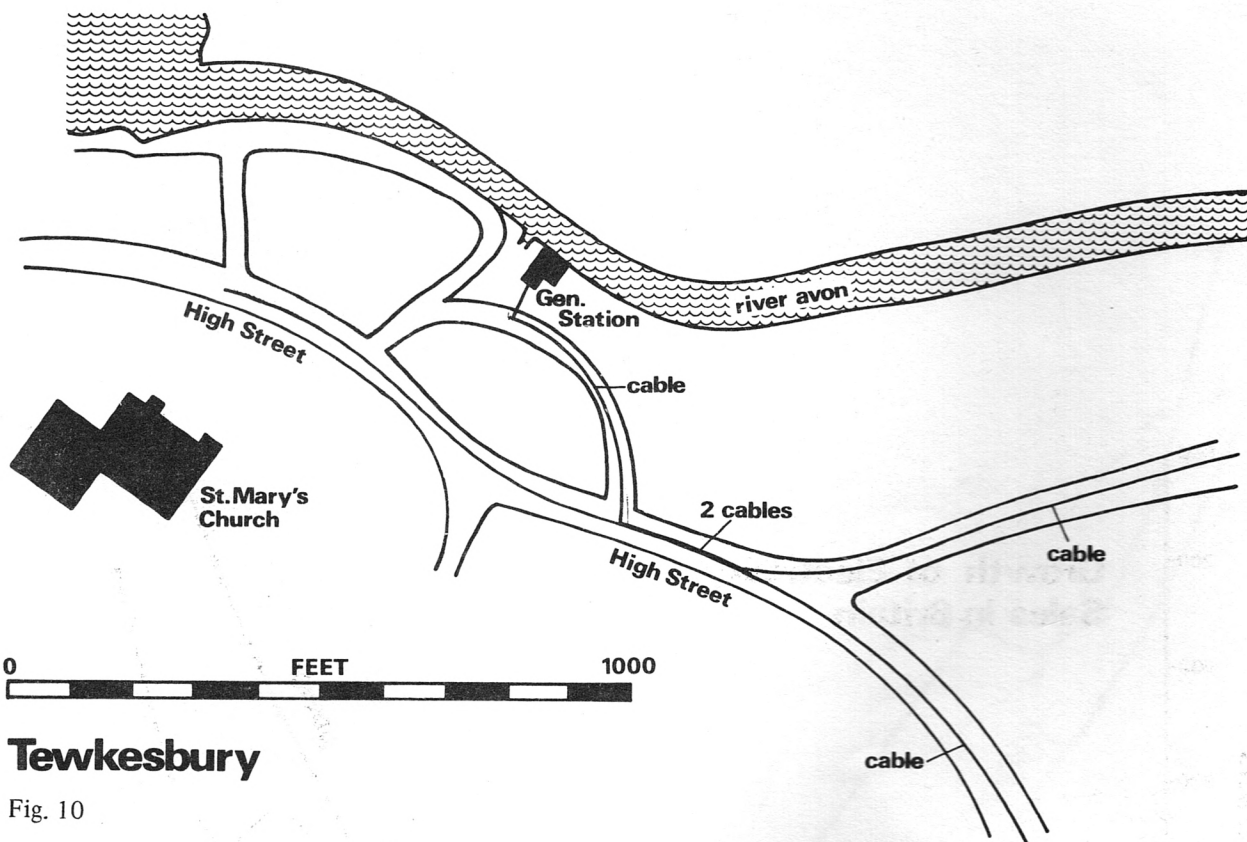 river avon
Gen.
Station
High Street
cable
St. Mary's
Church
2 cables
High Street
cable
0 FEET 1000
cable
Tewkesbury
Fig. 10